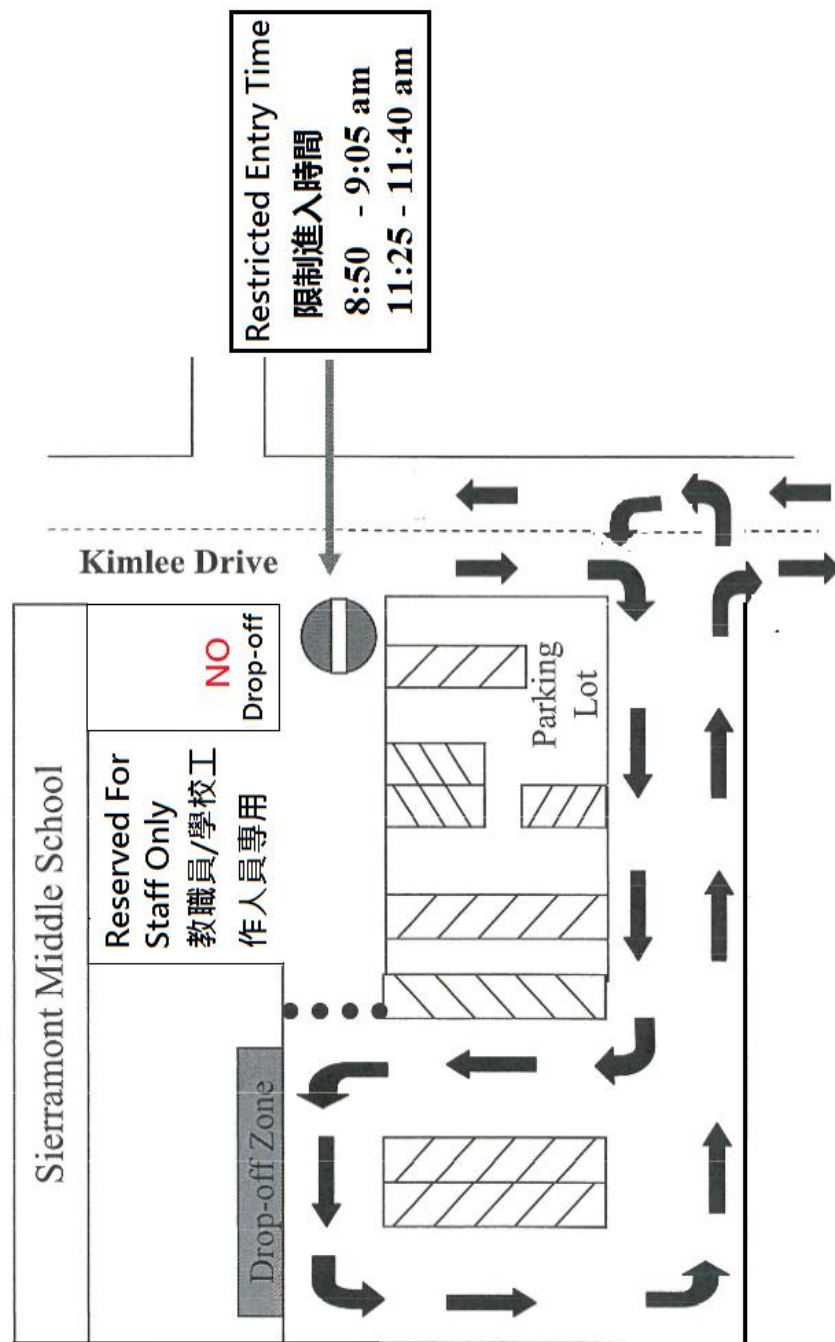 Sierramont Middle School
Reserved For
Staff Only
教職員/學校工
作人員專用
NO
Drop-off
Drop-off Zone
Kimlee Drive
Restricted Entry Time
限制進入時間
8:50 - 9:05 am
11:25 - 11:40 am
Parking
Lot